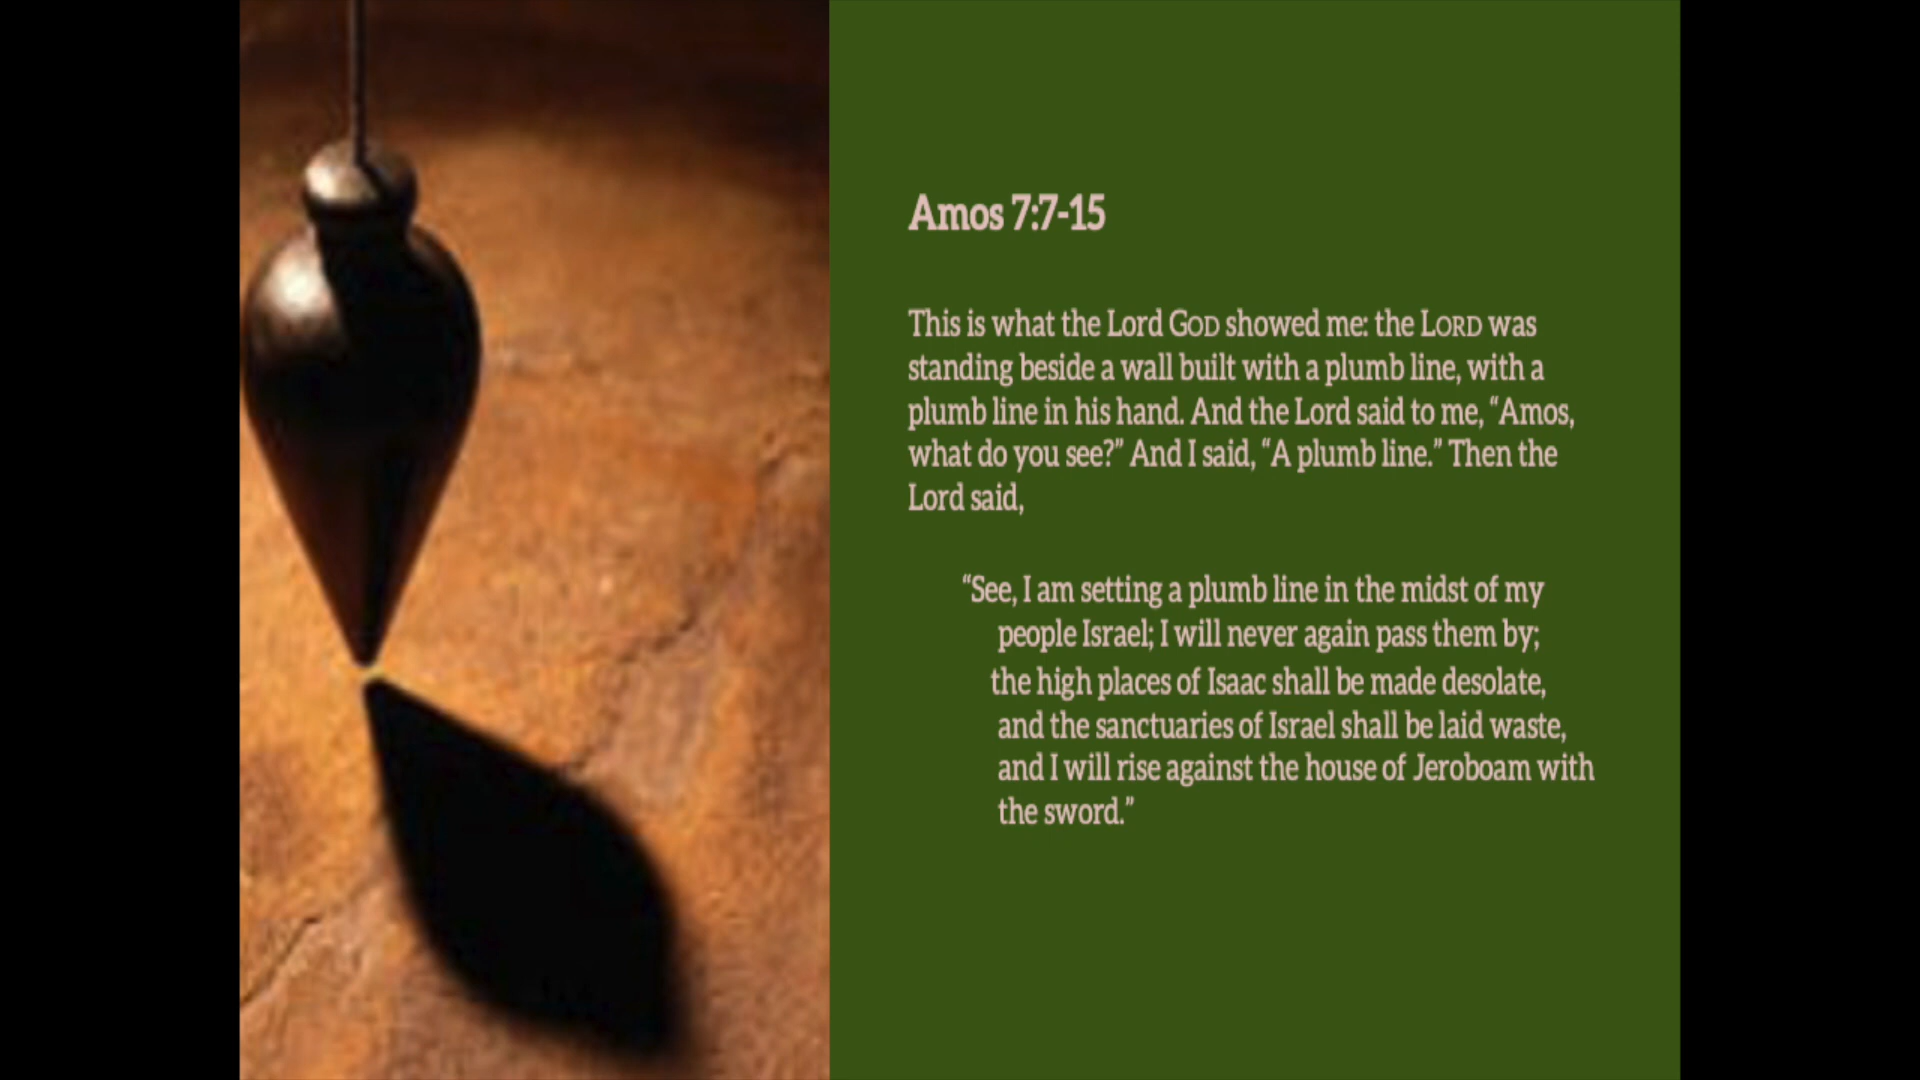 Amos 7:7-15
This is what the Lord GOD showed me: the LORD was
standing beside a wall built with a plumb line, with a
plumb line in his hand. And the Lord said to me, “Amos,
what do you see?” And I said, “A plumb line.” Then the
Lord said,
“See, I am setting a plumb line in the midst of my
people Israel; I will never again pass them by;
the high places of Isaac shall be made desolate,
and the sanctuaries of Israel shall be laid waste,
and I will rise against the house of Jeroboam with
the sword.”